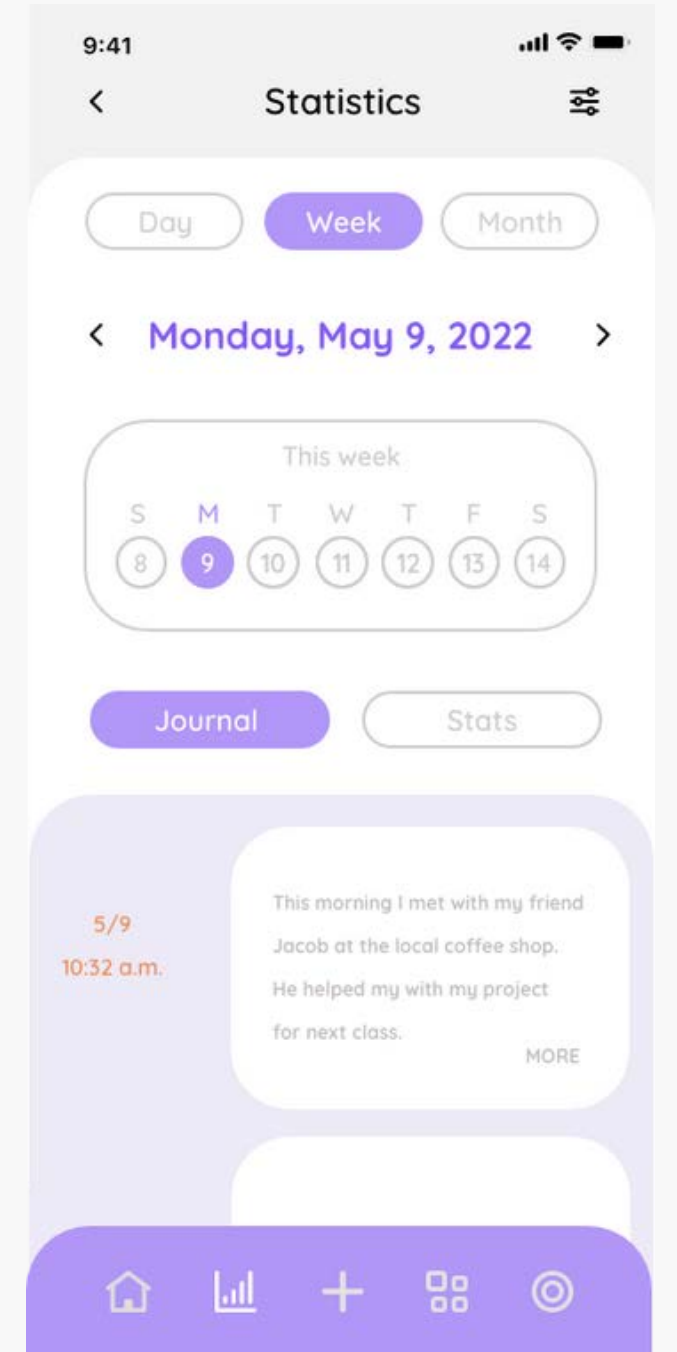 9:41
Statistics
Day Week Month
Monday, May 9, 2022
This week
S M T W T F S
8 9 10 11 12 13 14
Journal Stats
5/9
10:32 a.m.
This morning I met with my friend
Jacob at the local coffee shop.
He helped my with my project
for next class.
MORE